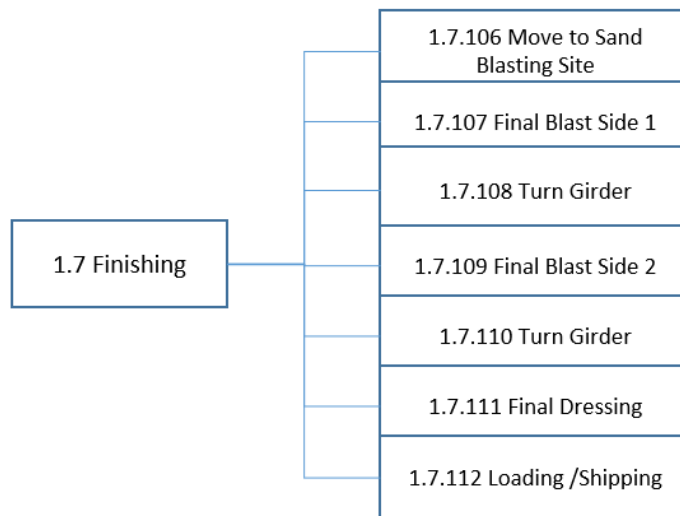 1.7.106 Move to Sand
Blasting Site
1.7.107 Final Blast Side 1
1.7.108 Turn Girder
1.7 Finishing
1.7.109 Final Blast Side 2
1.7.110 Turn Girder
1.7.111 Final Dressing
1.7.112 Loading /Shipping